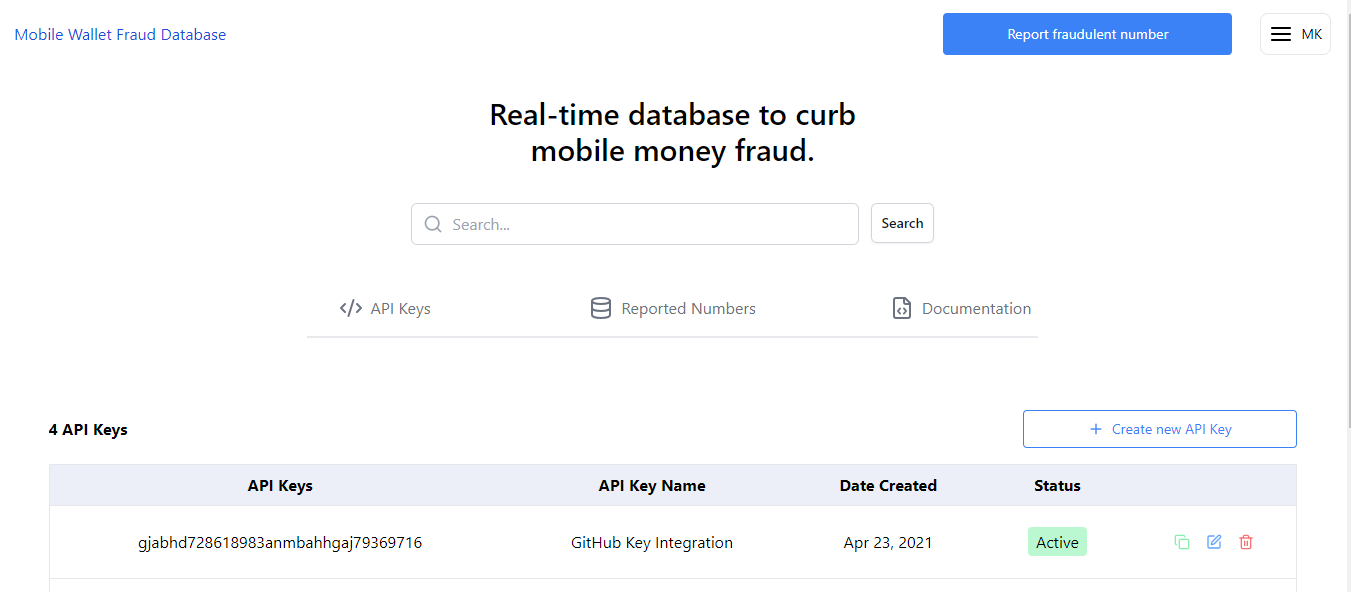 Mobile Wallet Fraud Database
Report fraudulent number
MK
Real-time database to curb
mobile money fraud.
Search...
Search
API Keys
Reported Numbers
Documentation
4 API Keys
Create new API Key
API Keys
API Key Name
Date Created
Status
gjabhd728618983anmbahhgaj79369716
GitHub Key Integration
Apr 23, 2021
Active